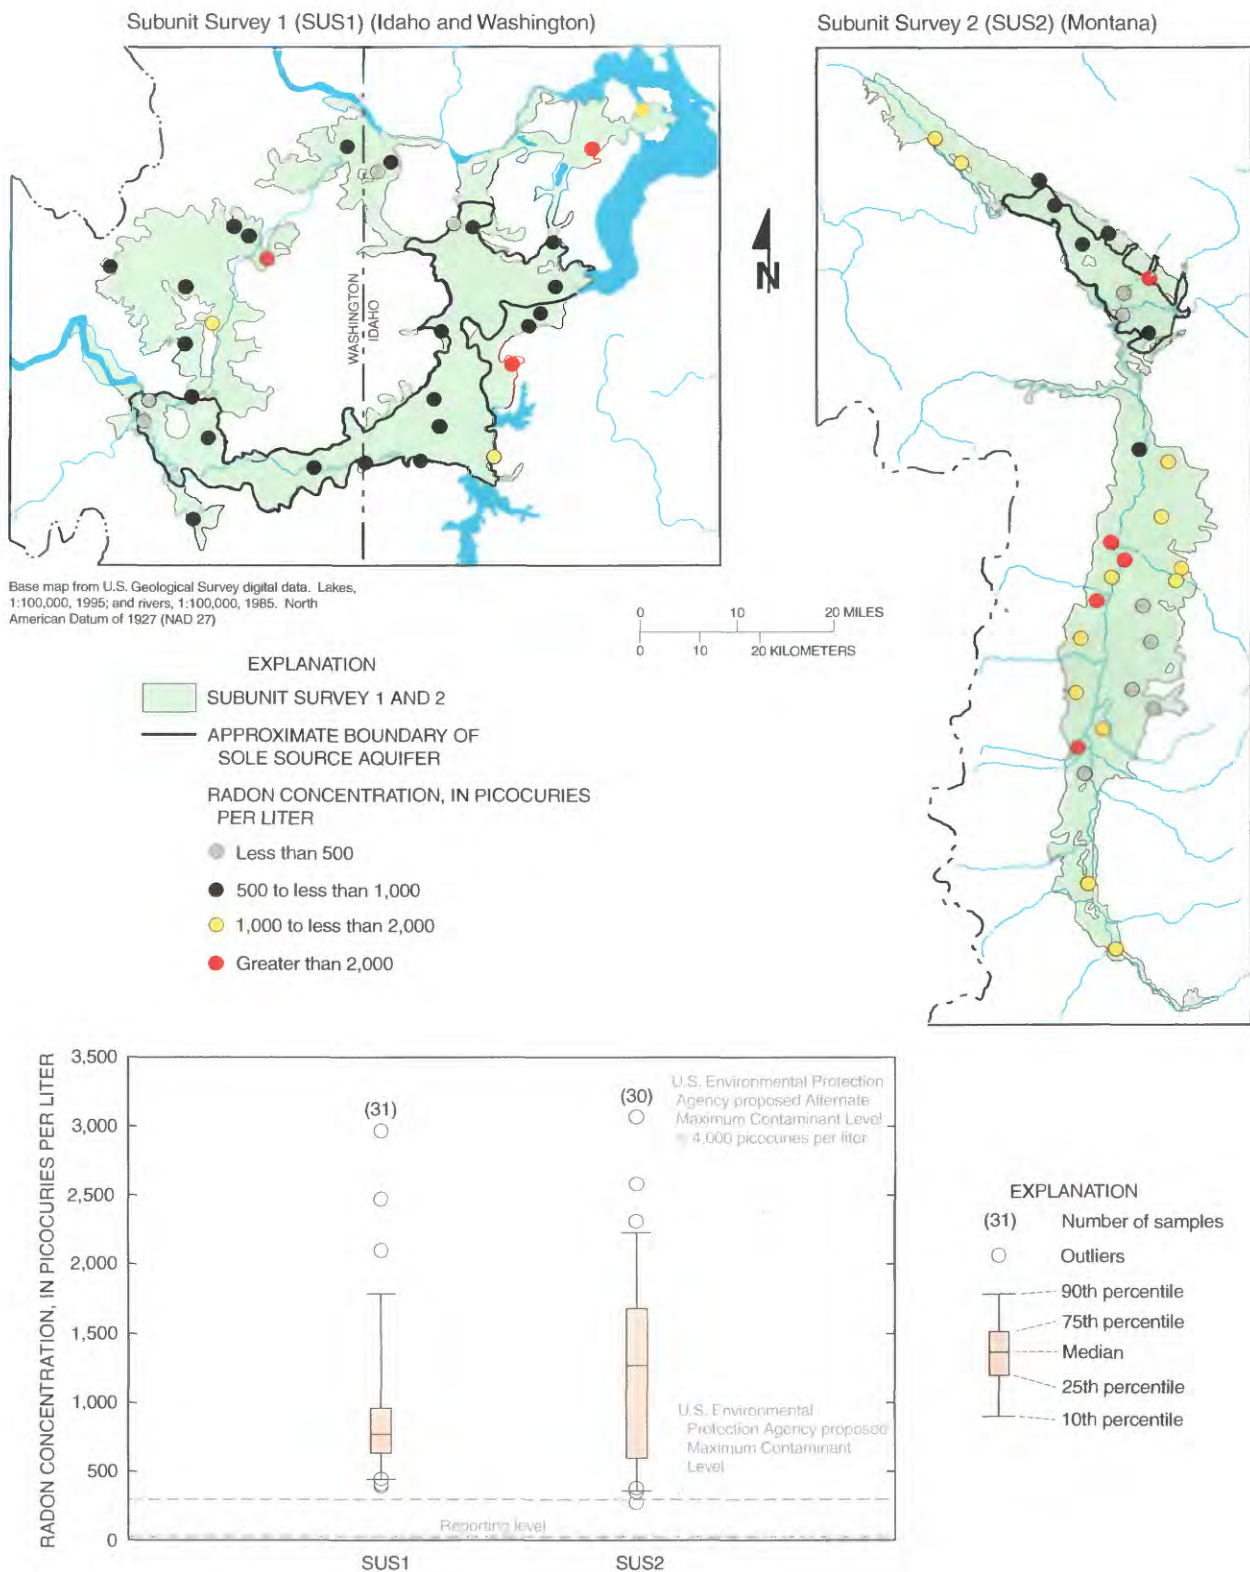 Subunit Survey 1 (SUS1) (Idaho and Washington)
Subunit Survey 2 (SUS2) (Montana)
WASHINGTON
IDAHO
N
Base map from U.S. Geological Survey digital data. Lakes,
1:100,000, 1995; and rivers, 1:100,000, 1985. North
American Datum of 1927 (NAD 27)
0 10 20 MILES
0 10 20 KILOMETERS
EXPLANATION
SUBUNIT SURVEY 1 AND 2
APPROXIMATE BOUNDARY OF
SOLE SOURCE AQUIFER
RADON CONCENTRATION, IN PICOCURIES
PER LITER
Less than 500
500 to less than 1,000
1,000 to less than 2,000
Greater than 2,000
RADON CONCENTRATION, IN PICOCURIES PER LITER
3,500
3,000
2,500
2,000
1,500
1,000
500
0
(31)
(30)
U.S. Environmental Protection
Agency proposed Alternate
Maximum Contaminant Level
= 4,000 picocuries per liter
U.S. Environmental
Protection Agency proposed
Maximum Contaminant
Level
Reporting level
SUS1
SUS2
EXPLANATION
(31) Number of samples
Outliers
90th percentile
75th percentile
Median
25th percentile
10th percentile